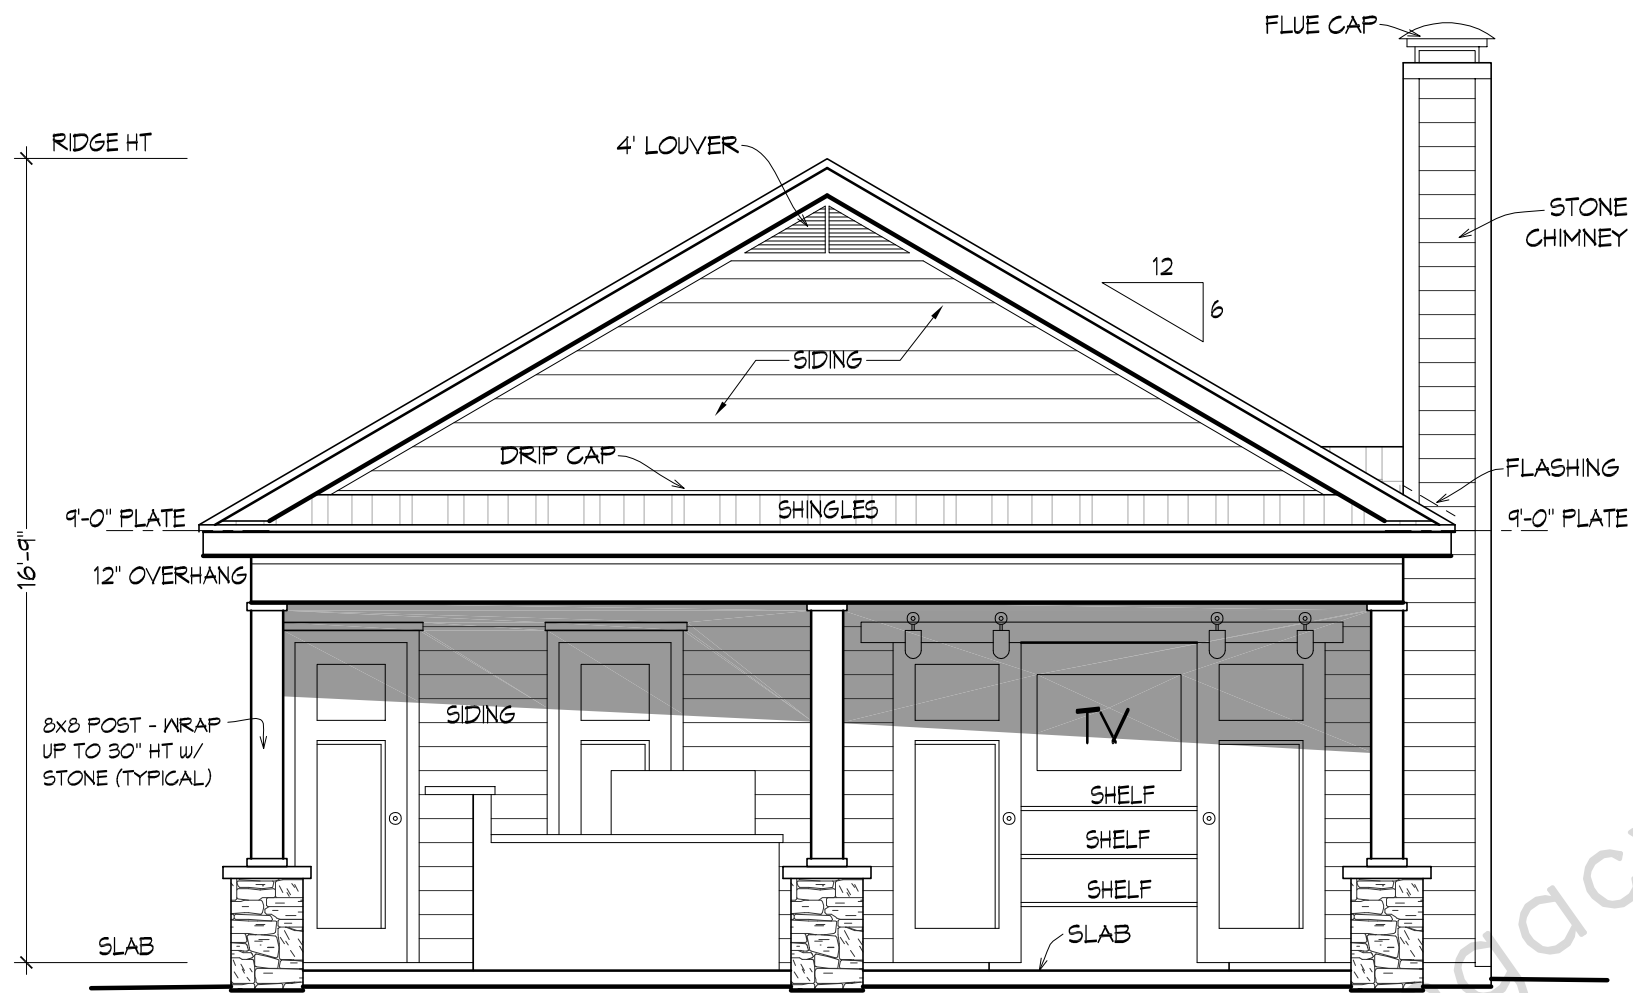 FLUE CAP
RIDGE HT
4' LOUVER
STONE
CHIMNEY
12
6
SIDING
DRIP CAP
FLASHING
SHINGLES
9'-0" PLATE
9'-0" PLATE
16'-9"
12" OVERHANG
SIDING
TV
8x8 POST - WRAP
UP TO 30" HT W/
STONE (TYPICAL)
SHELF
SHELF
SHELF
SLAB
SLAB